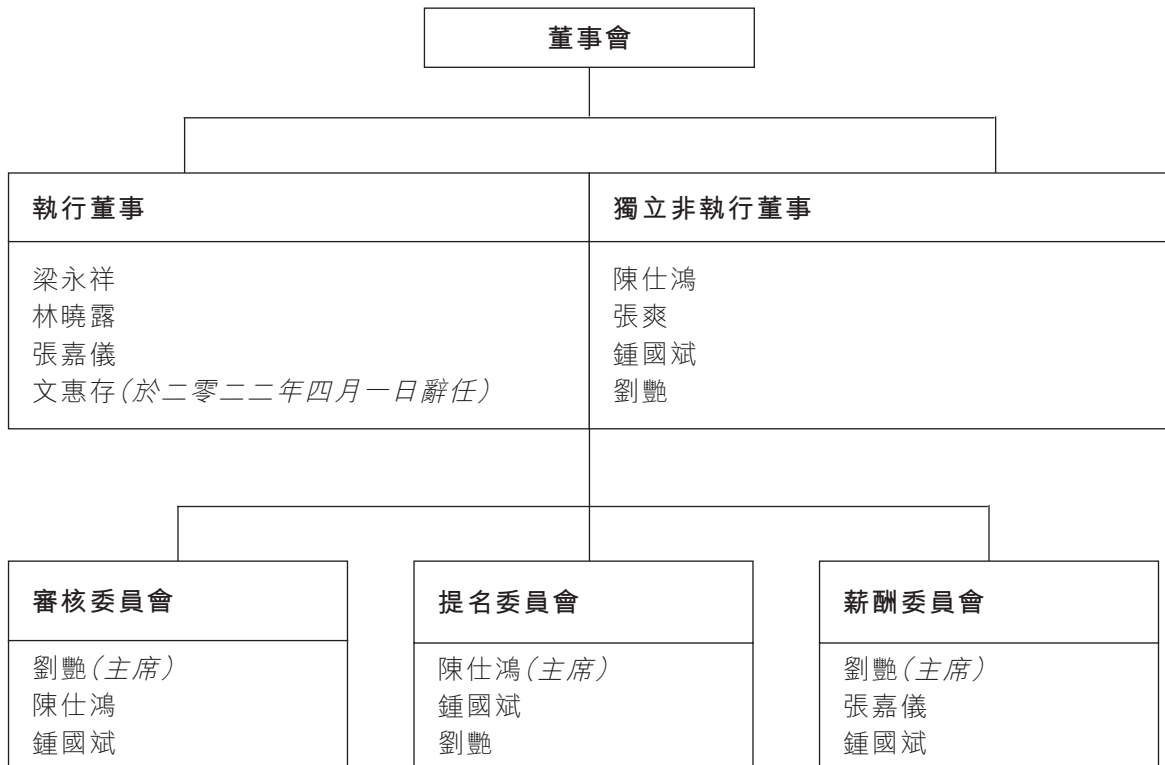 董事會
執行董事
梁永祥
林曉露
張嘉儀
文惠存(於二零二二年四月一日辭任)
獨立非執行董事
陳仕鴻
張爽
鍾國斌
劉艷
審核委員會
劉艷(主席)
陳仕鴻
鍾國斌
提名委員會
陳仕鴻(主席)
鍾國斌
劉艷
薪酬委員會
劉艷(主席)
張嘉儀
鍾國斌